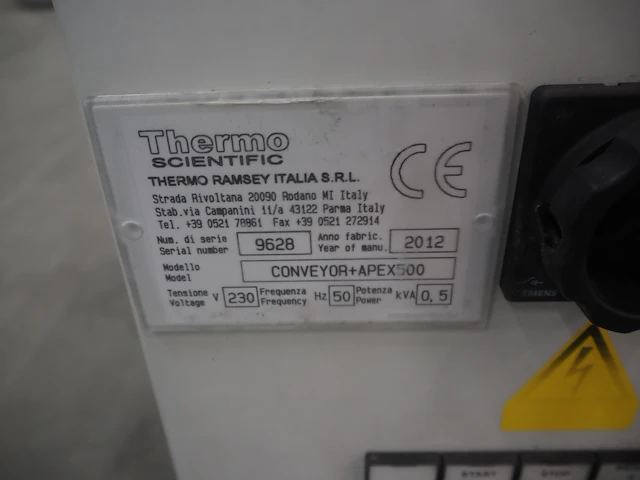 Thermo
SCIENTIFIC
CE
THERMO RAMSEY ITALIA S.R.L.
Strada Rivoltana 20090 Rodano MI Italy
Stab.via Campanini 11/a 43122 Parma Italy
Tel. +39 0521 78861 Fax +39 0521 272914
Num. di serie 9628 Anno fabric. 2012
Serial number Year of manu.
Modello CONVEYOR+APEX500
Model
Tensione V 230 Frequenza Hz 50 Potenza kVA 0,5
Voltage Frequency Power
START STOP